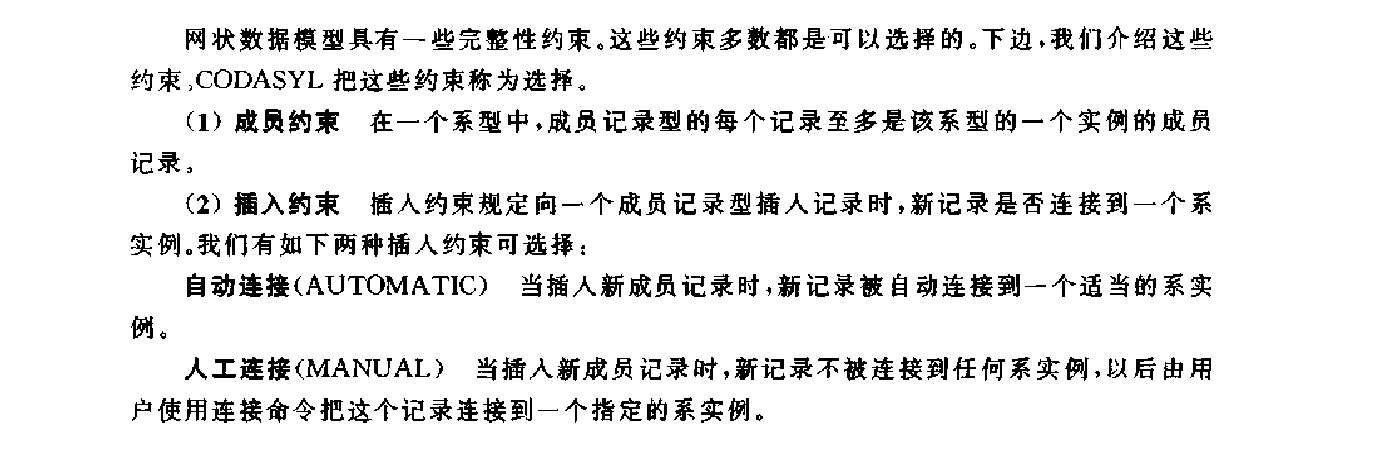 网状数据模型具有一些完整性约束。这些约束多数都是可以选择的。下边,我们介绍这些
约束,CODASYL 把这些约束称为选择。
(1) 成员约束 在一个系型中,成员记录型的每个记录至多是该系型的一个实例的成员
记录。
(2) 插入约束 插入约束规定向一个成员记录型插入记录时,新记录是否连接到一个系
实例。我们有如下两种插入约束可选择:
自动连接(AUTOMATIC) 当插入新成员记录时,新记录被自动连接到一个适当的系实
例。
人工连接(MANUAL) 当插入新成员记录时,新记录不被连接到任何系实例,以后由用
户使用连接命令把这个记录连接到一个指定的系实例。